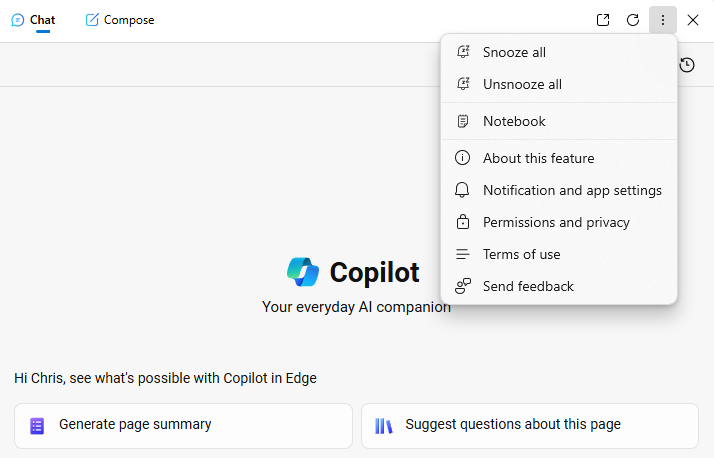 Chat
Compose
Snooze all
Unsnooze all
Notebook
About this feature
Notification and app settings
Permissions and privacy
Terms of use
Send feedback
Copilot
Your everyday AI companion
Hi Chris, see what's possible with Copilot in Edge
Generate page summary
Suggest questions about this page